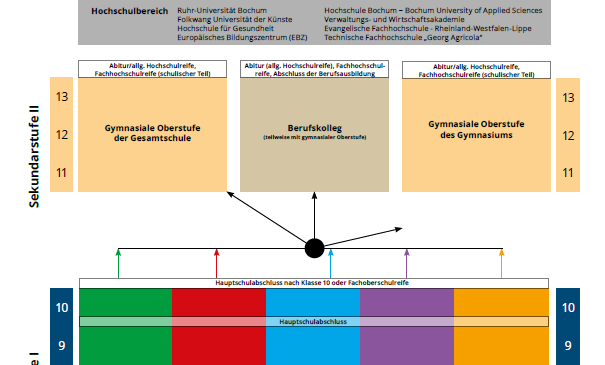 Hochschulbereich
Ruhr-Universität Bochum
Folkwang Universität der Künste
Hochschule für Gesundheit
Europäisches Bildungszentrum (EBZ)
Hochschule Bochum – Bochum University of Applied Sciences
Verwaltungs- und Wirtschaftsakademie
Evangelische Fachhochschule - Rheinland-Westfalen-Lippe
Technische Fachhochschule „Georg Agricola“
Abitur/allg. Hochschulreife,
Fachhochschulreife (schulischer Teil)
Abitur (allg. Hochschulreife), Fachhochschul-
reife, Abschluss der Berufsausbildung
Abitur/allg. Hochschulreife,
Fachhochschulreife (schulischer Teil)
Sekundarstufe II
13
12
11
Gymnasiale Oberstufe
der Gesamtschule
Berufskolleg
(teilweise mit gymnasialer Oberstufe)
Gymnasiale Oberstufe
des Gymnasiums
13
12
11
Hauptschulabschluss nach Klasse 10 oder Fachoberschulreife
10
9
Hauptschulabschluss
10
9
e I